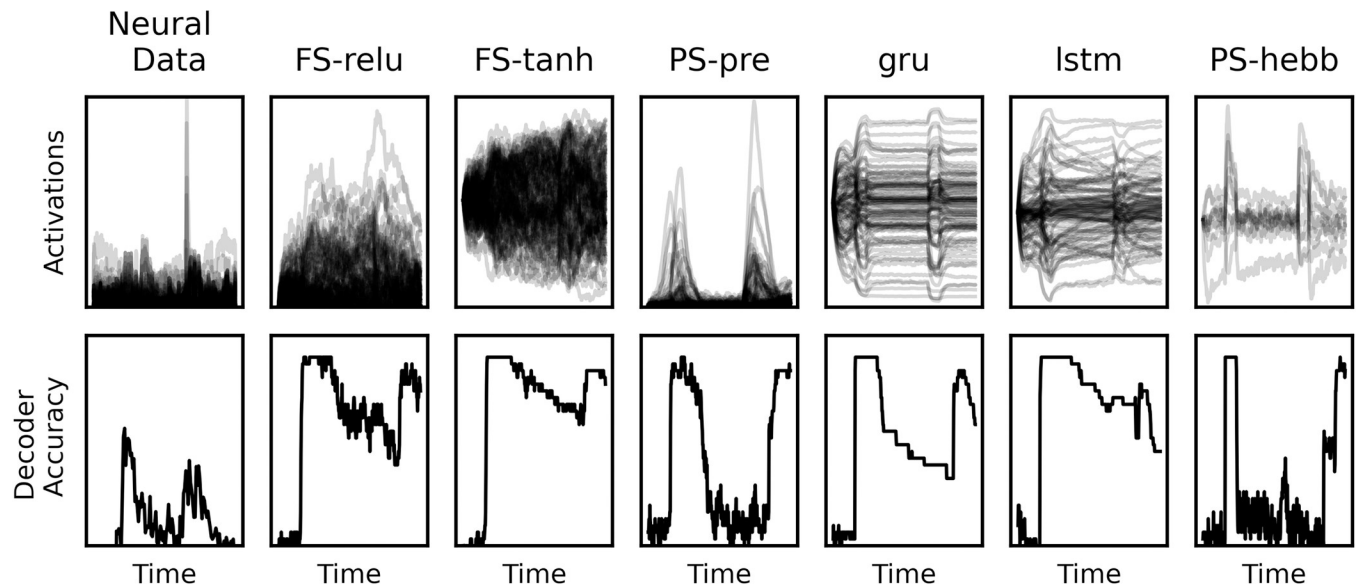 Neural
Data
FS-relu
FS-tanh
PS-pre
gru
lstm
PS-hebb
Activations
Decoder
Accuracy
Time
Time
Time
Time
Time
Time
Time